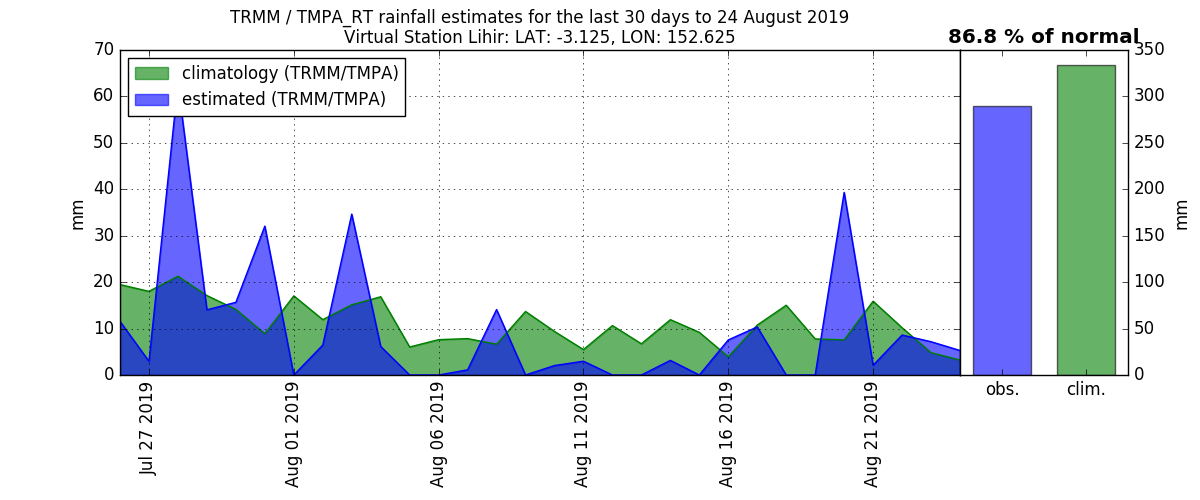 TRMM / TMPA_RT rainfall estimates for the last 30 days to 24 August 2019
Virtual Station Lihir: LAT: -3.125, LON: 152.625
86.8 % of normal
climatology (TRMM/TMPA)
estimated (TRMM/TMPA)
mm
70
60
50
40
30
20
10
0
Jul 27 2019
Aug 01 2019
Aug 06 2019
Aug 11 2019
Aug 16 2019
Aug 21 2019
350
300
250
200
150
100
50
0
mm
obs.
clim.